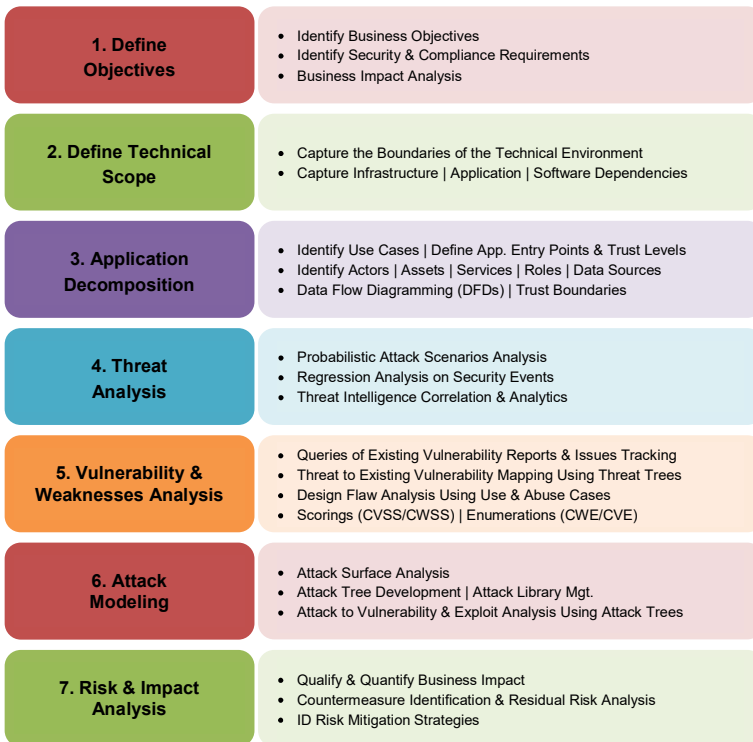 1. Define
Objectives
• Identify Business Objectives
• Identify Security & Compliance Requirements
• Business Impact Analysis
2. Define Technical
Scope
• Capture the Boundaries of the Technical Environment
• Capture Infrastructure | Application | Software Dependencies
3. Application
Decomposition
• Identify Use Cases | Define App. Entry Points & Trust Levels
• Identify Actors | Assets | Services | Roles | Data Sources
• Data Flow Diagramming (DFDs) | Trust Boundaries
4. Threat
Analysis
• Probabilistic Attack Scenarios Analysis
• Regression Analysis on Security Events
• Threat Intelligence Correlation & Analytics
5. Vulnerability &
Weaknesses Analysis
• Queries of Existing Vulnerability Reports & Issues Tracking
• Threat to Existing Vulnerability Mapping Using Threat Trees
• Design Flaw Analysis Using Use & Abuse Cases
• Scorings (CVSS/CWSS) | Enumerations (CWE/CVE)
6. Attack
Modeling
• Attack Surface Analysis
• Attack Tree Development | Attack Library Mgt.
• Attack to Vulnerability & Exploit Analysis Using Attack Trees
7. Risk & Impact
Analysis
• Qualify & Quantify Business Impact
• Countermeasure Identification & Residual Risk Analysis
• ID Risk Mitigation Strategies